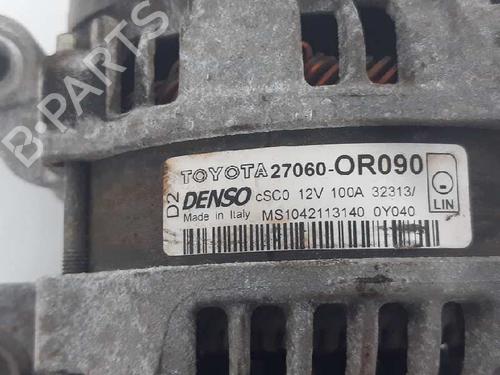 B-PARTS
D2
TOYOTA 27060-OR090
DENSO cSC0 12V 100A 32313/
Made in Italy MS1042113140 0Y040
LIN